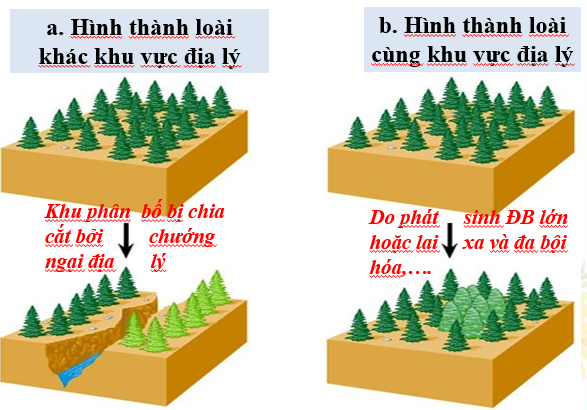 a. Hình thành loài
khác khu vực địa lý
Khu phân bố bị chia
cắt bởi chướng
ngại địa lý
b. Hình thành loài
cùng khu vực địa lý
Do phát sinh ĐB lớn
hoặc lai xa và đa bội
hóa,….